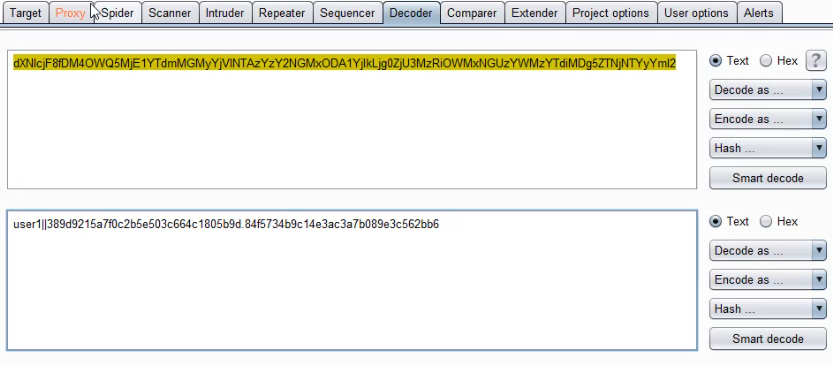 Target Proxy Spider Scanner Intruder Repeater Sequencer Decoder Comparer Extender Project options User options Alerts
dXNlcjF8fDM4OWQ5MjE1YTdmMGMyYjVlNTAzYzY2NGMxODA1YjlkLjg0ZjU3MzRiOWMxNGUzYWMzYTdiMDg5ZTNjNTYyYmI2
Text Hex ?
Decode as ...
Encode as ...
Hash ...
Smart decode
user1||389d9215a7f0c2b5e503c664c1805b9d.84f5734b9c14e3ac3a7b089e3c562bb6
Text Hex
Decode as ...
Encode as ...
Hash ...
Smart decode